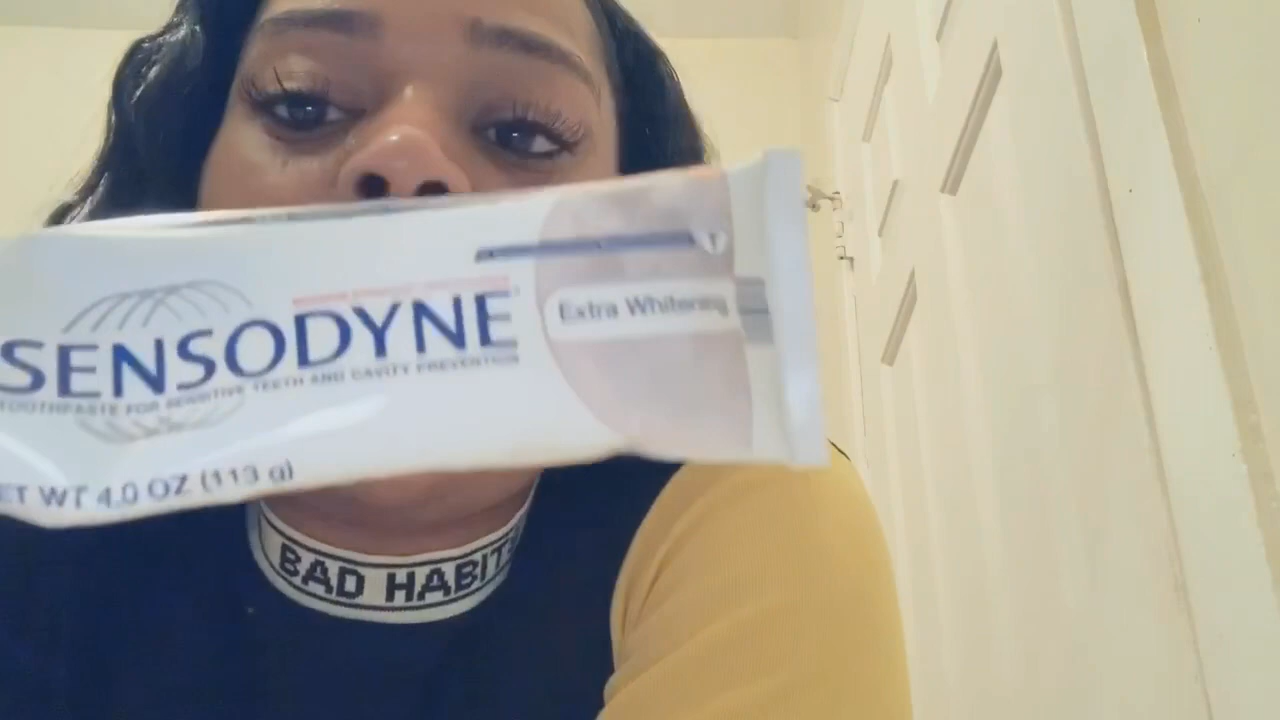 SENSODYNE
TOOTHPASTE FOR SENSITIVE TEETH AND CAVITY PREVENTION
Extra Whitening
ET WT 4.0 OZ (113 g)
BAD HABITS